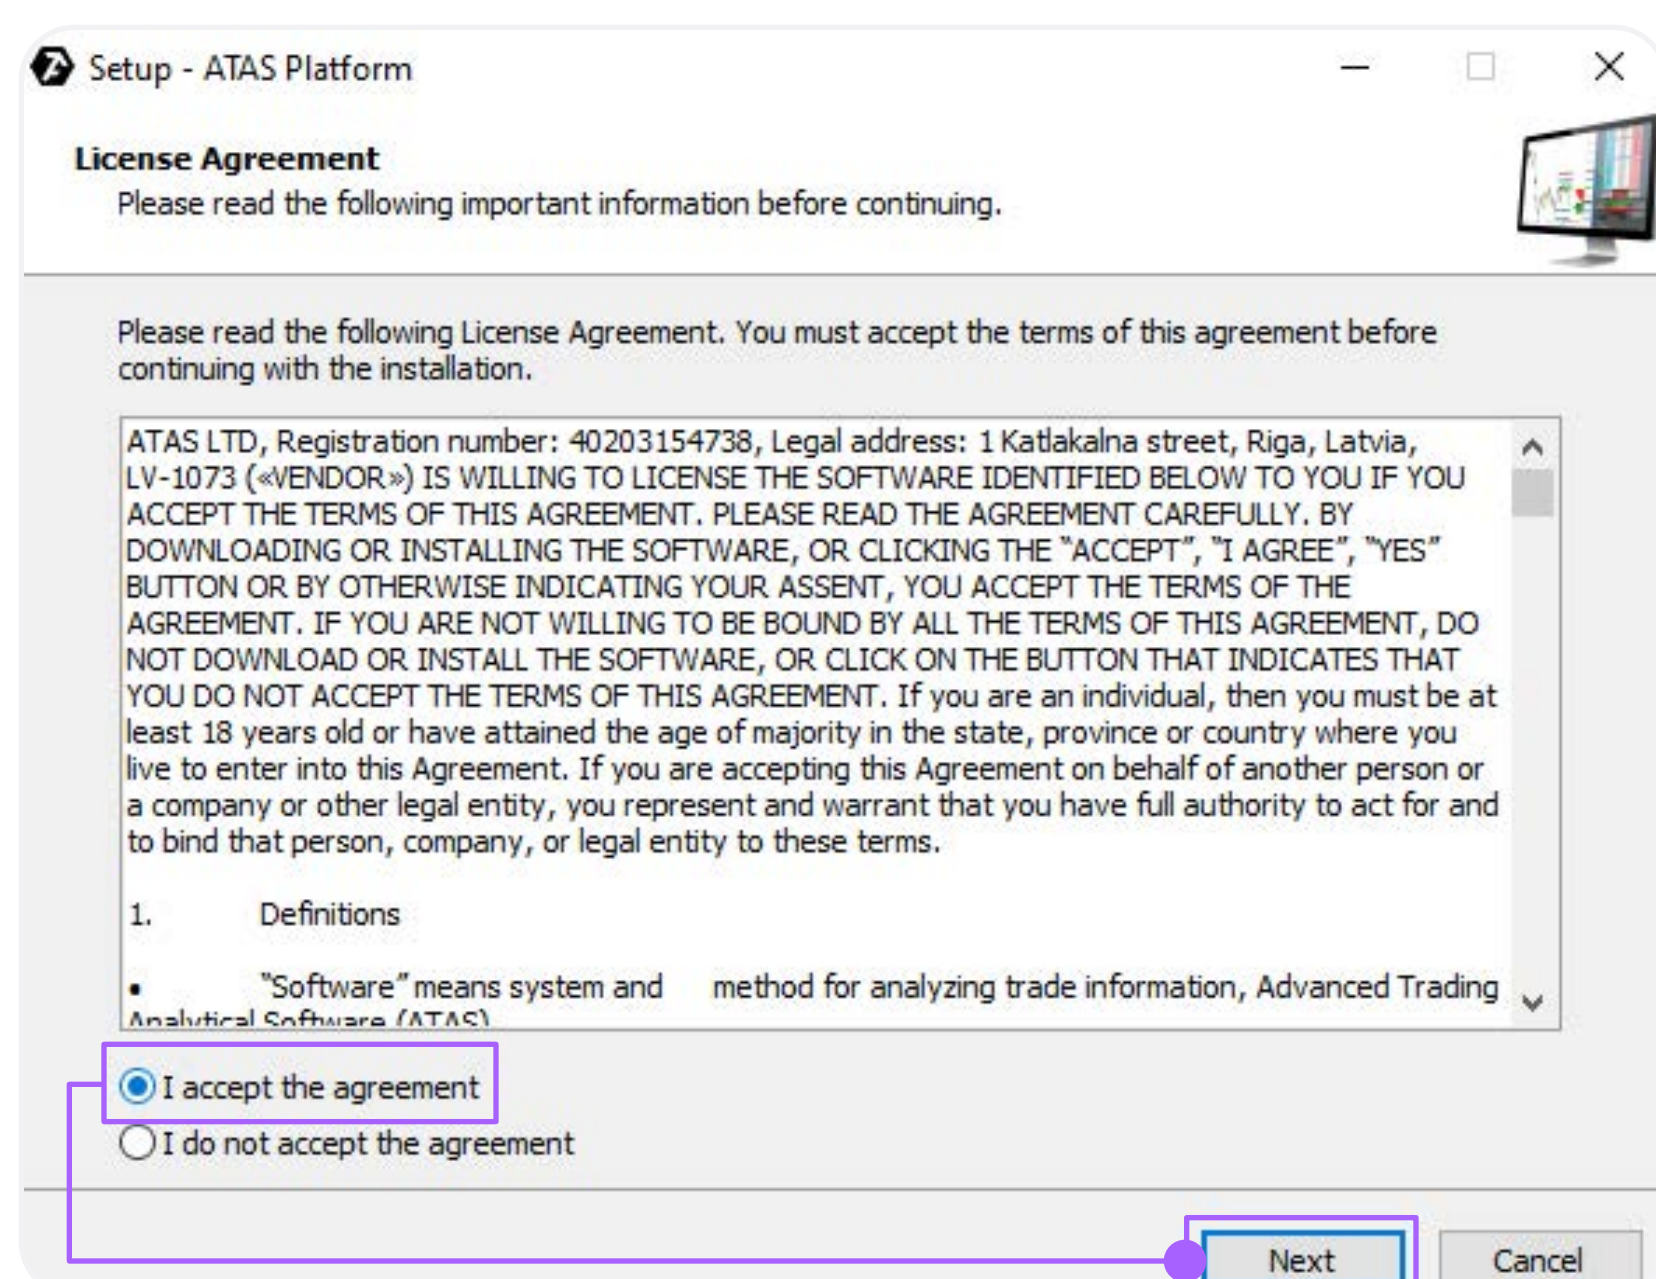 Setup - ATAS Platform
License Agreement
Please read the following important information before continuing.
Please read the following License Agreement. You must accept the terms of this agreement before
continuing with the installation.
ATAS LTD, Registration number: 40203154738, Legal address: 1 Katlakalna street, Riga, Latvia,
LV-1073 («VENDOR») IS WILLING TO LICENSE THE SOFTWARE IDENTIFIED BELOW TO YOU IF YOU
ACCEPT THE TERMS OF THIS AGREEMENT. PLEASE READ THE AGREEMENT CAREFULLY. BY
DOWNLOADING OR INSTALLING THE SOFTWARE, OR CLICKING THE “ACCEPT”, “I AGREE”, “YES”
BUTTON OR BY OTHERWISE INDICATING YOUR ASSENT, YOU ACCEPT THE TERMS OF THE
AGREEMENT. IF YOU ARE NOT WILLING TO BE BOUND BY ALL THE TERMS OF THIS AGREEMENT, DO
NOT DOWNLOAD OR INSTALL THE SOFTWARE, OR CLICK ON THE BUTTON THAT INDICATES THAT
YOU DO NOT ACCEPT THE TERMS OF THIS AGREEMENT. If you are an individual, then you must be at
least 18 years old or have attained the age of majority in the state, province or country where you
live to enter into this Agreement. If you are accepting this Agreement on behalf of another person or
a company or other legal entity, you represent and warrant that you have full authority to act for and
to bind that person, company, or legal entity to these terms.
1. Definitions
• “Software” means system and method for analyzing trade information, Advanced Trading
Analytical Software (ATAS)
I accept the agreement
I do not accept the agreement
Next
Cancel